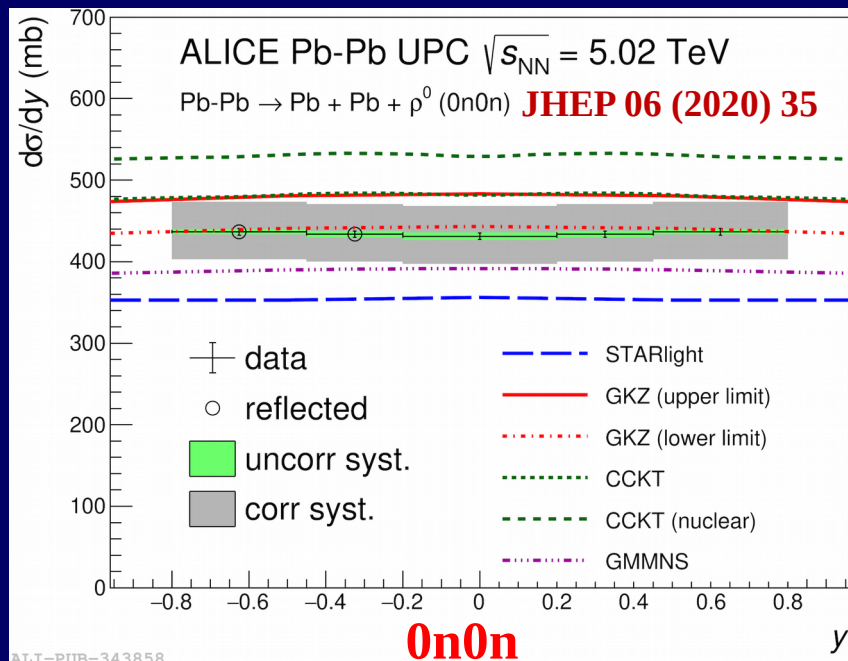 700
600
500
400
300
200
100
0
dσ/dy (mb)
ALICE Pb-Pb UPC √sNN = 5.02 TeV
Pb-Pb → Pb + Pb + ρ0 (0n0n) JHEP 06 (2020) 35
data
reflected
uncorr syst.
corr syst.
STARlight
GKZ (upper limit)
GKZ (lower limit)
CCKT
CCKT (nuclear)
GMMNS
−0.8 −0.6 −0.4 −0.2 0 0.2 0.4 0.6 0.8
y
0n0n
ALI−PUB−343858